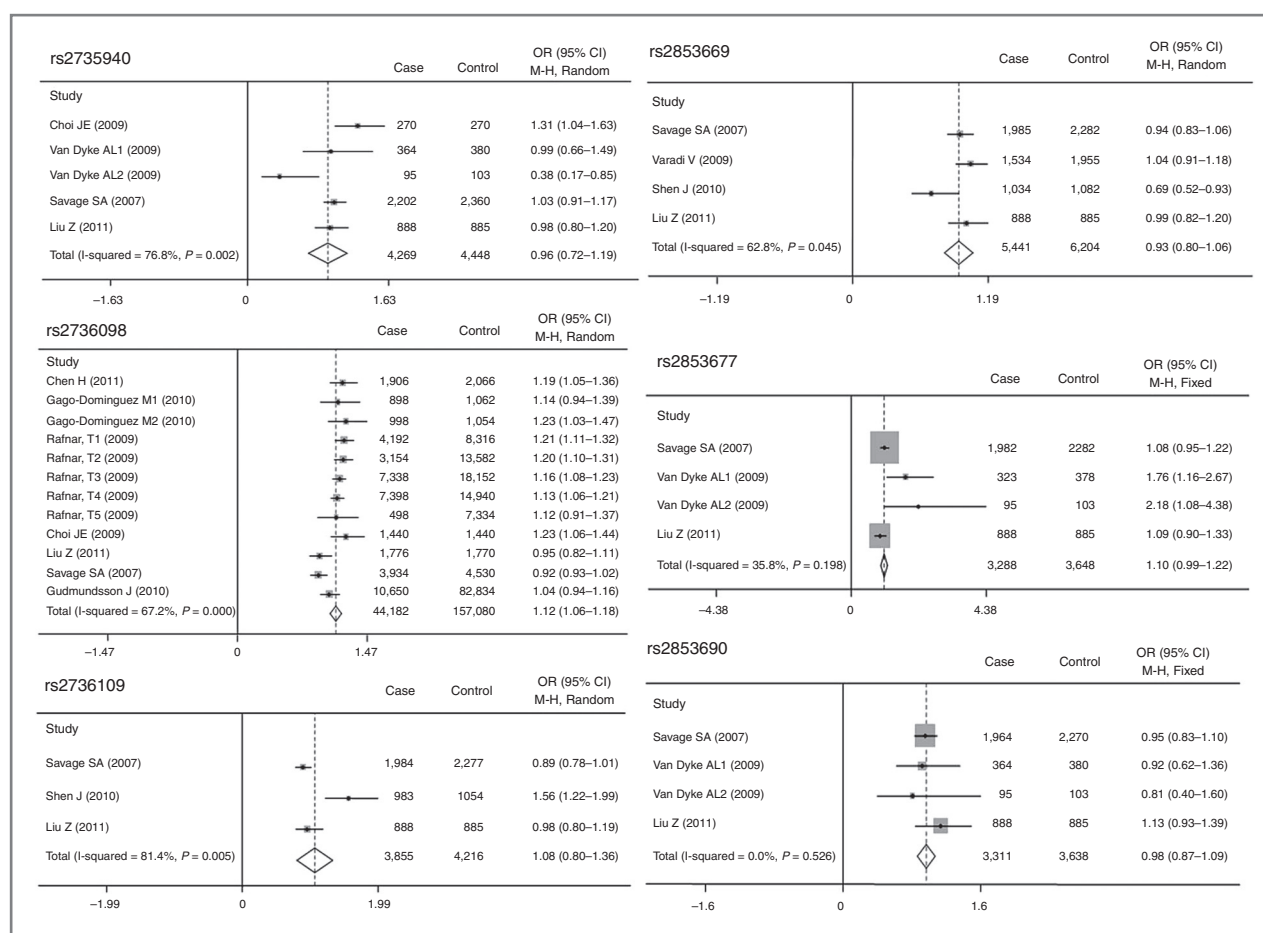 rs2735940
OR (95% CI)
Case Control M-H, Random
Study
Choi JE (2009) 270 270 1.31 (1.04–1.63)
Van Dyke AL1 (2009) 364 380 0.99 (0.66–1.49)
Van Dyke AL2 (2009) 95 103 0.38 (0.17–0.85)
Savage SA (2007) 2,202 2,360 1.03 (0.91–1.17)
Liu Z (2011) 888 885 0.98 (0.80–1.20)
Total (I-squared = 76.8%, P = 0.002) 4,269 4,448 0.96 (0.72–1.19)
–1.63 0 1.63
rs2736098
OR (95% CI)
Case Control M-H, Random
Study
Chen H (2011) 1,906 2,066 1.19 (1.05–1.36)
Gago-Dominguez M1 (2010) 898 1,062 1.14 (0.94–1.39)
Gago-Dominguez M2 (2010) 998 1,054 1.23 (1.03–1.47)
Rafnar, T1 (2009) 4,192 8,316 1.21 (1.11–1.32)
Rafnar, T2 (2009) 3,154 13,582 1.20 (1.10–1.31)
Rafnar, T3 (2009) 7,338 18,152 1.16 (1.08–1.23)
Rafnar, T4 (2009) 7,398 14,940 1.13 (1.06–1.21)
Rafnar, T5 (2009) 498 7,334 1.12 (0.91–1.37)
Choi JE (2009) 1,440 1,440 1.23 (1.06–1.44)
Liu Z (2011) 1,776 1,770 0.95 (0.82–1.11)
Savage SA (2007) 3,934 4,530 0.92 (0.93–1.02)
Gudmundsson J (2010) 10,650 82,834 1.04 (0.94–1.16)
Total (I-squared = 67.2%, P = 0.000) 44,182 157,080 1.12 (1.06–1.18)
–1.47 0 1.47
rs2736109
OR (95% CI)
Case Control M-H, Random
Study
Savage SA (2007) 1,984 2,277 0.89 (0.78–1.01)
Shen J (2010) 983 1054 1.56 (1.22–1.99)
Liu Z (2011) 888 885 0.98 (0.80–1.19)
Total (I-squared = 81.4%, P = 0.005) 3,855 4,216 1.08 (0.80–1.36)
–1.99 0 1.99
rs2853669
OR (95% CI)
Case Control M-H, Random
Study
Savage SA (2007) 1,985 2,282 0.94 (0.83–1.06)
Varadi V (2009) 1,534 1,955 1.04 (0.91–1.18)
Shen J (2010) 1,034 1,082 0.69 (0.52–0.93)
Liu Z (2011) 888 885 0.99 (0.82–1.20)
Total (I-squared = 62.8%, P = 0.045) 5,441 6,204 0.93 (0.80–1.06)
–1.19 0 1.19
rs2853677
OR (95% CI)
Case Control M-H, Fixed
Study
Savage SA (2007) 1,982 2282 1.08 (0.95–1.22)
Van Dyke AL1 (2009) 323 378 1.76 (1.16–2.67)
Van Dyke AL2 (2009) 95 103 2.18 (1.08–4.38)
Liu Z (2011) 888 885 1.09 (0.90–1.33)
Total (I-squared = 35.8%, P = 0.198) 3,288 3,648 1.10 (0.99–1.22)
–4.38 0 4.38
rs2853690
OR (95% CI)
Case Control M-H, Fixed
Study
Savage SA (2007) 1,964 2,270 0.95 (0.83–1.10)
Van Dyke AL1 (2009) 364 380 0.92 (0.62–1.36)
Van Dyke AL2 (2009) 95 103 0.81 (0.40–1.60)
Liu Z (2011) 888 885 1.13 (0.93–1.39)
Total (I-squared = 0.0%, P = 0.526) 3,311 3,638 0.98 (0.87–1.09)
–1.6 0 1.6